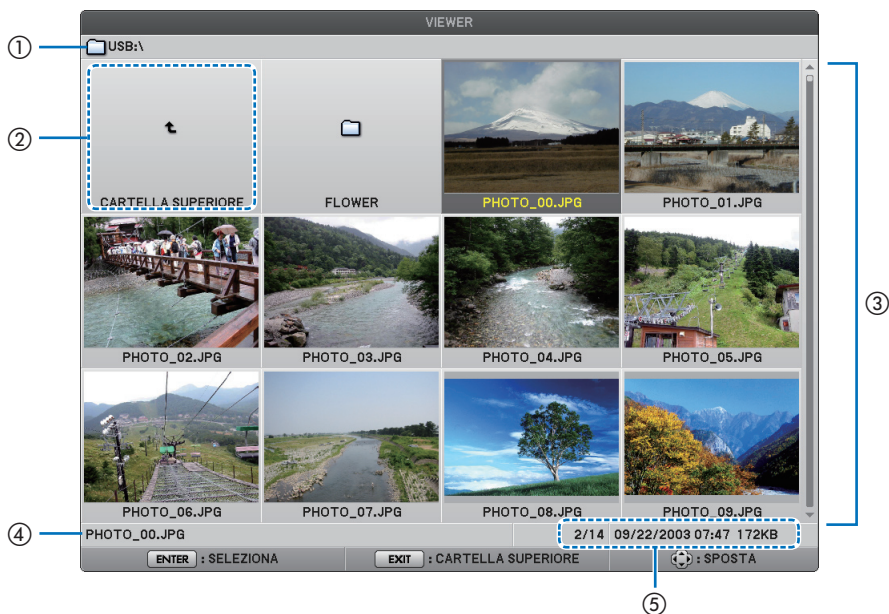 VIEWER
① USB:\
②
CARTELLA SUPERIORE FLOWER PHOTO_00.JPG PHOTO_01.JPG
③
PHOTO_02.JPG PHOTO_03.JPG PHOTO_04.JPG PHOTO_05.JPG
PHOTO_06.JPG PHOTO_07.JPG PHOTO_08.JPG PHOTO_09.JPG
④ PHOTO_00.JPG 2/14 09/22/2003 07:47 172KB
ENTER : SELEZIONA EXIT : CARTELLA SUPERIORE : SPOSTA
⑤